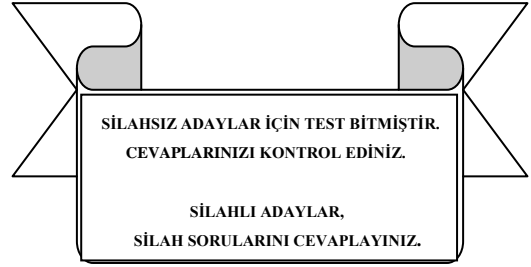 SİLAHSIZ ADAYLAR İÇİN TEST BİTMİŞTİR.
CEVAPLARINIZI KONTROL EDİNİZ.
SİLAHLI ADAYLAR,
SİLAH SORULARINI CEVAPLAYINIZ.